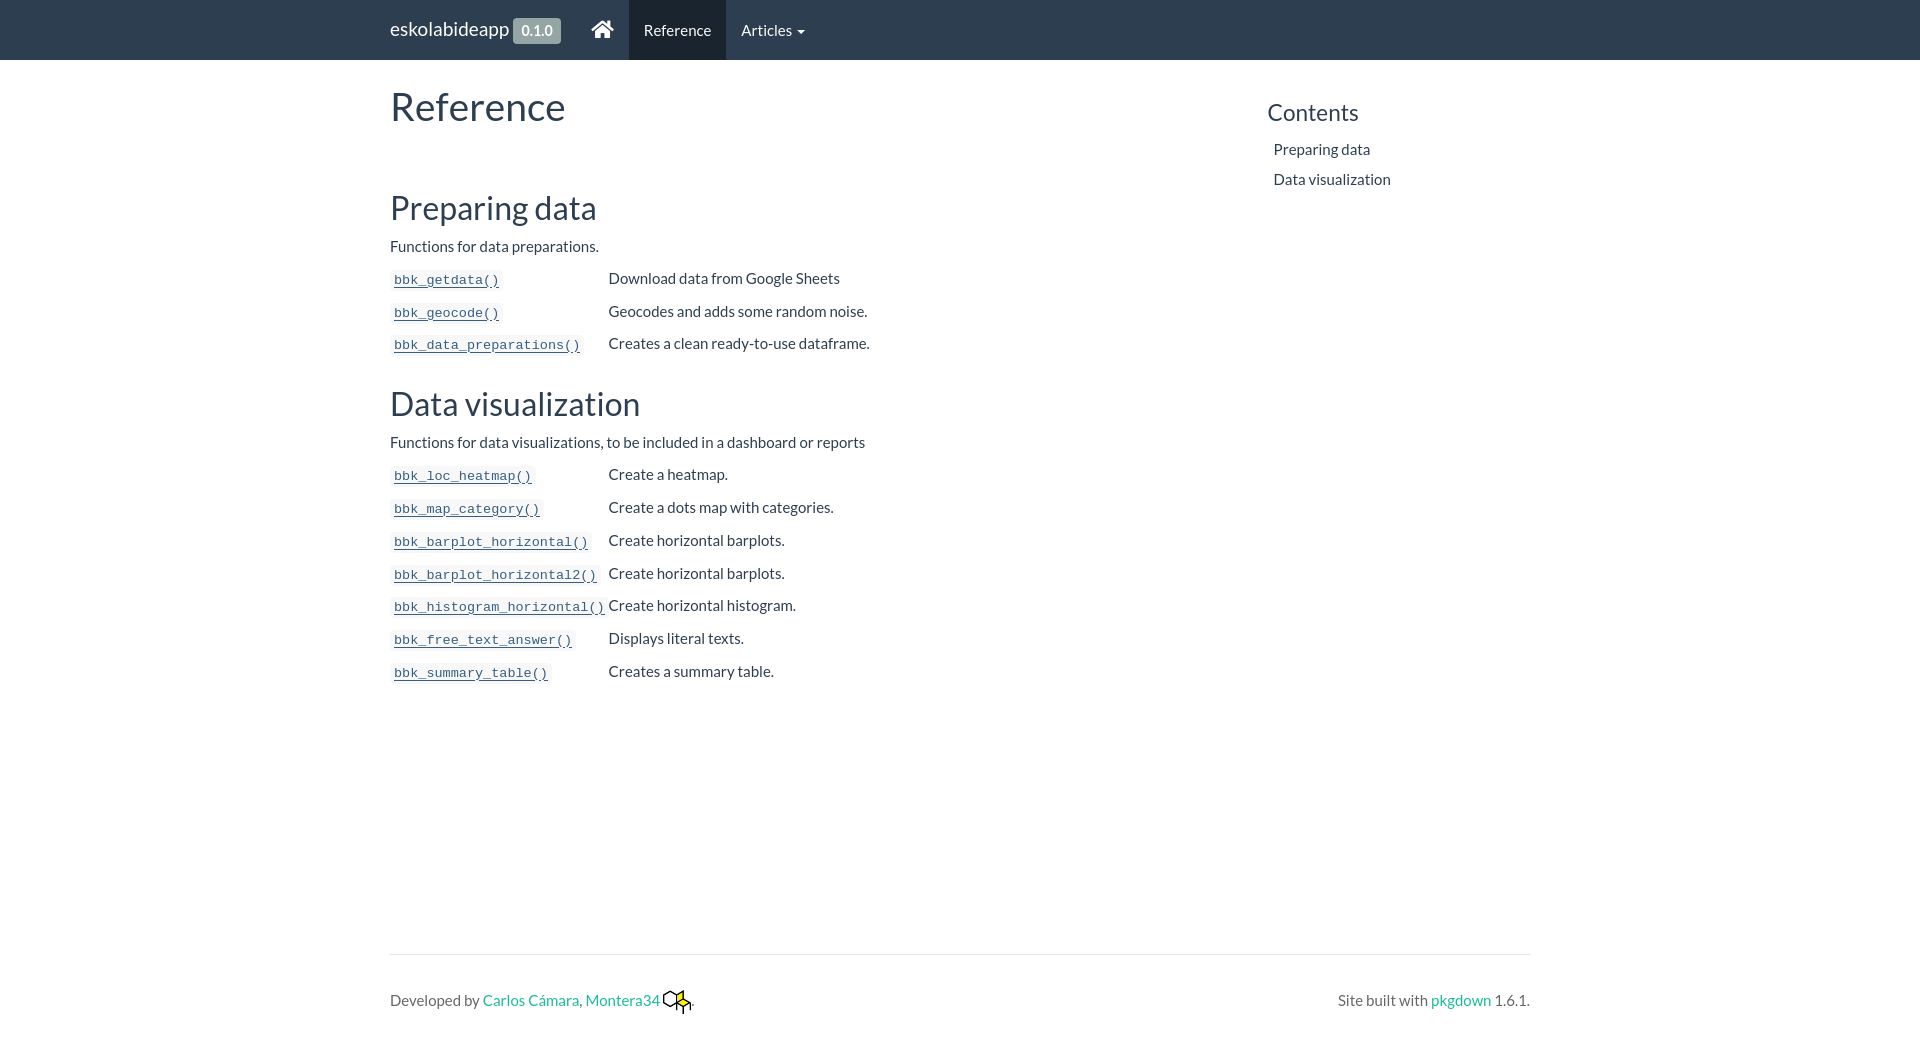 eskolabideapp 0.1.0 Reference Articles
Reference
Contents
Preparing data
Data visualization
Preparing data
Functions for data preparations.
bbk_getdata() Download data from Google Sheets
bbk_geocode() Geocodes and adds some random noise.
bbk_data_preparations() Creates a clean ready-to-use dataframe.
Data visualization
Functions for data visualizations, to be included in a dashboard or reports
bbk_loc_heatmap() Create a heatmap.
bbk_map_category() Create a dots map with categories.
bbk_barplot_horizontal() Create horizontal barplots.
bbk_barplot_horizontal2() Create horizontal barplots.
bbk_histogram_horizontal() Create horizontal histogram.
bbk_free_text_answer() Displays literal texts.
bbk_summary_table() Creates a summary table.
Developed by Carlos Cámara, Montera34 .
Site built with pkgdown 1.6.1.